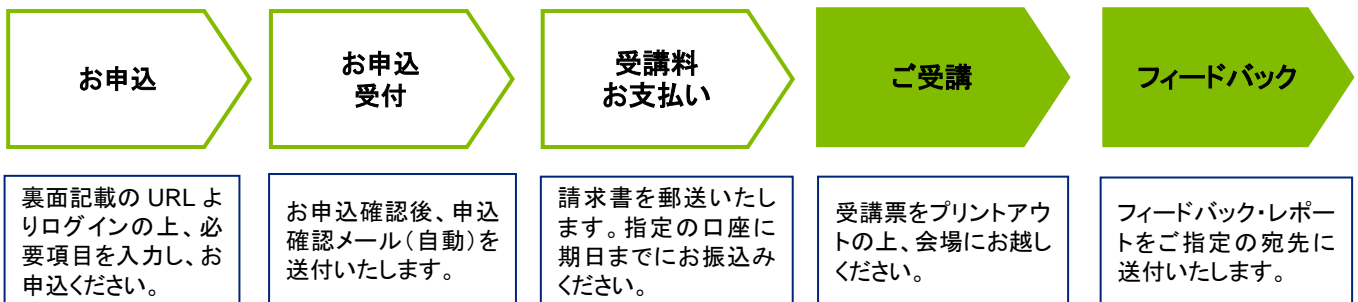 お申込
お申込
受付
受講料
お支払い
ご受講
フィードバック
裏面記載の URL よ
りログインの上、必
要項目を入力し、お
申込ください。
お申込確認後、申込
確認メール（自動）を
送付いたします。
請求書を郵送いたし
ます。指定の口座に
期日までにお振込み
ください。
受講票をプリントアウ
トの上、会場にお越し
ください。
フィードバック・レポー
トをご指定の宛先に
送付いたします。